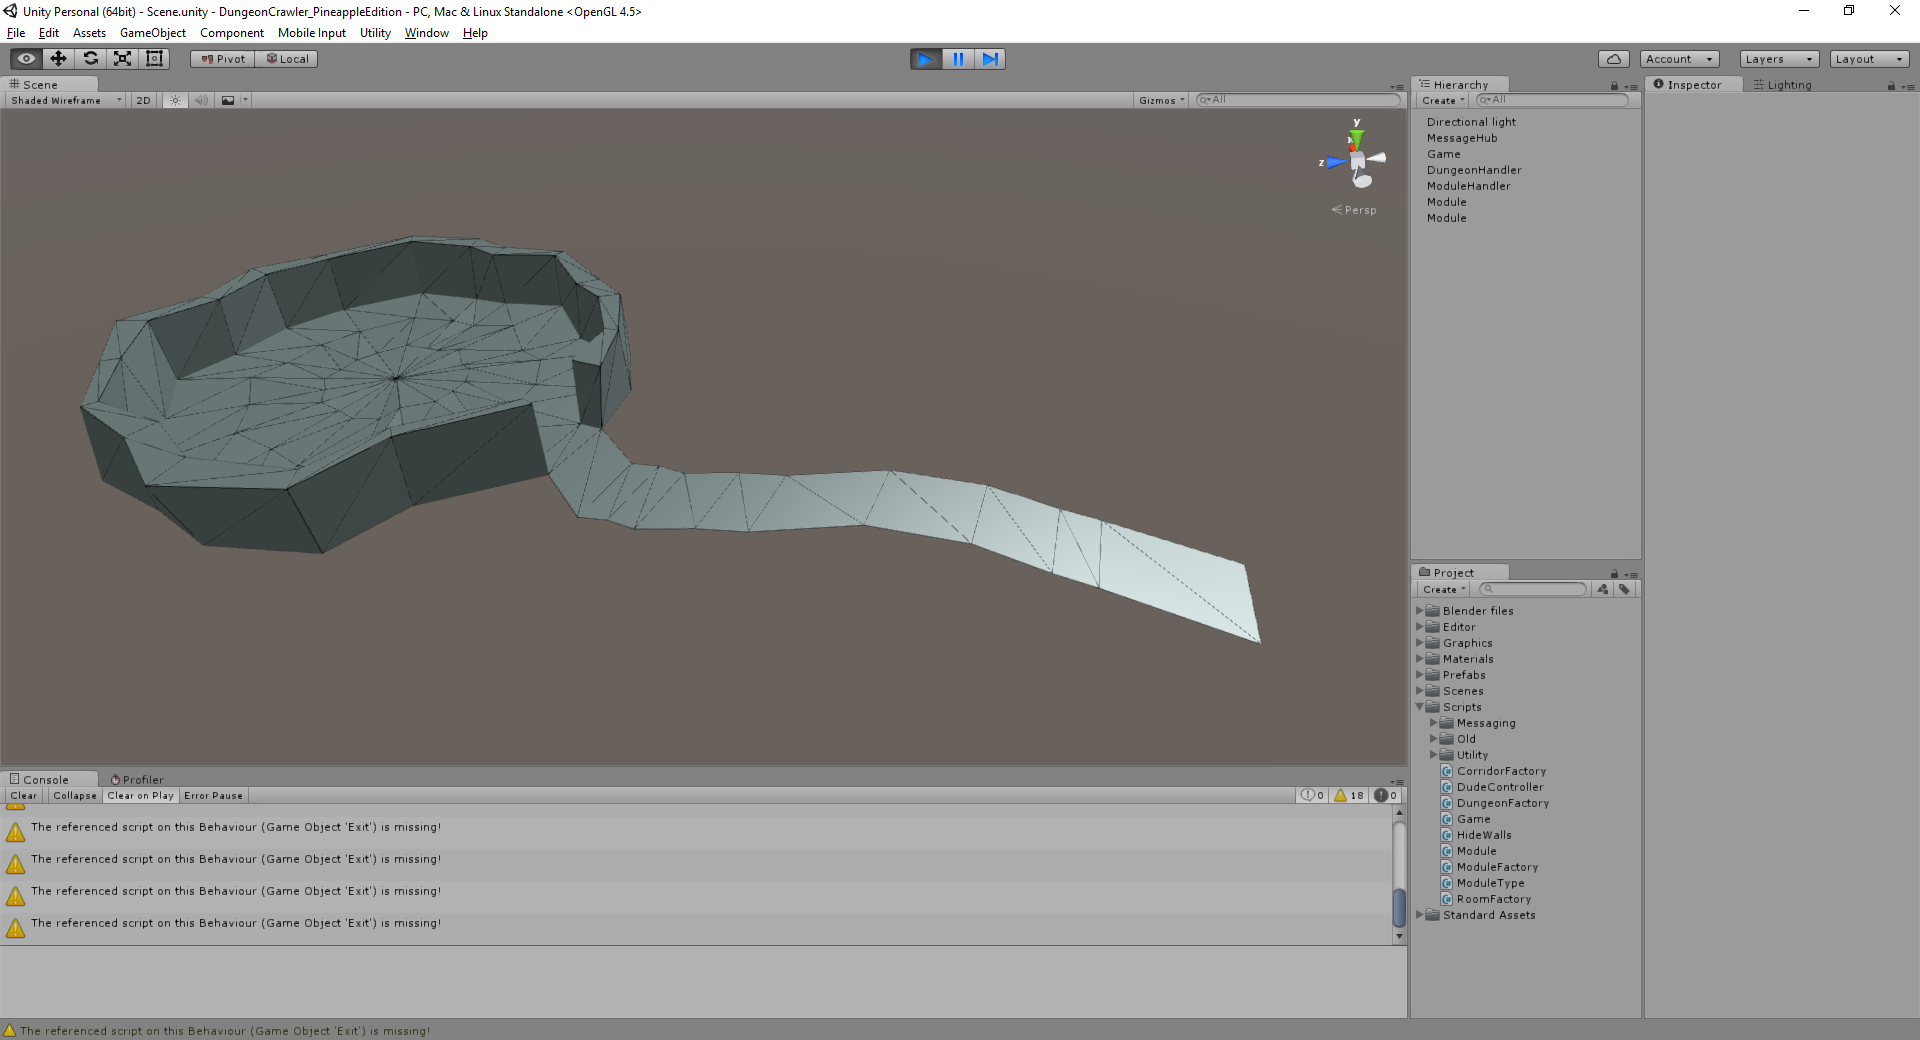 Unity Personal (64bit) - Scene.unity - DungeonCrawler_PineappleEdition - PC, Mac & Linux Standalone <OpenGL 4.5>
File Edit Assets GameObject Component Mobile Input Utility Window Help
Pivot Local
Account Layers Layout
Scene
Shaded Wireframe 2D Gizmos All
y
x
z
Persp
Hierarchy
Create All
Directional light
MessageHub
Game
DungeonHandler
ModuleHandler
Module
Module
Inspector Lighting
Project
Create
Blender files
Editor
Graphics
Materials
Prefabs
Scenes
Scripts
Messaging
Old
Utility
CorridorFactory
DudeController
DungeonFactory
Game
HideWalls
Module
ModuleFactory
ModuleType
RoomFactory
Standard Assets
Console Profiler
Clear Collapse Clear on Play Error Pause 0 18 0
The referenced script on this Behaviour (Game Object 'Exit') is missing!
The referenced script on this Behaviour (Game Object 'Exit') is missing!
The referenced script on this Behaviour (Game Object 'Exit') is missing!
The referenced script on this Behaviour (Game Object 'Exit') is missing!
The referenced script on this Behaviour (Game Object 'Exit') is missing!